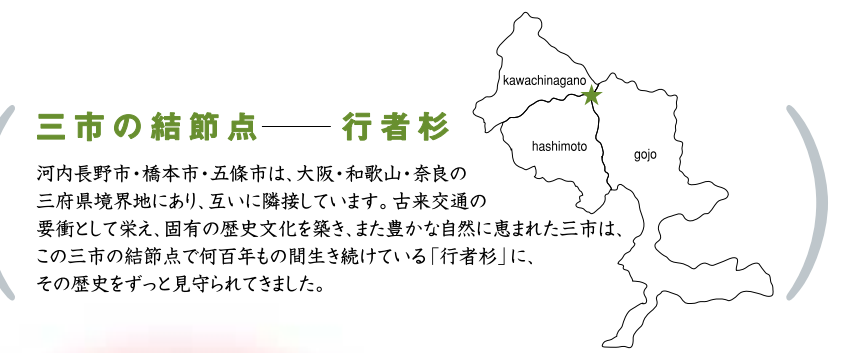 三市の結節点――行者杉
河内長野市・橋本市・五條市は、大阪・和歌山・奈良の
三府県境界地にあり、互いに隣接しています。古来交通の
要衝として栄え、固有の歴史文化を築き、また豊かな自然に恵まれた三市は、
この三市の結節点で何百年もの間生き続けている「行者杉」に、
その歴史をずっと見守られてきました。
kawachinagano
hashimoto
gojo